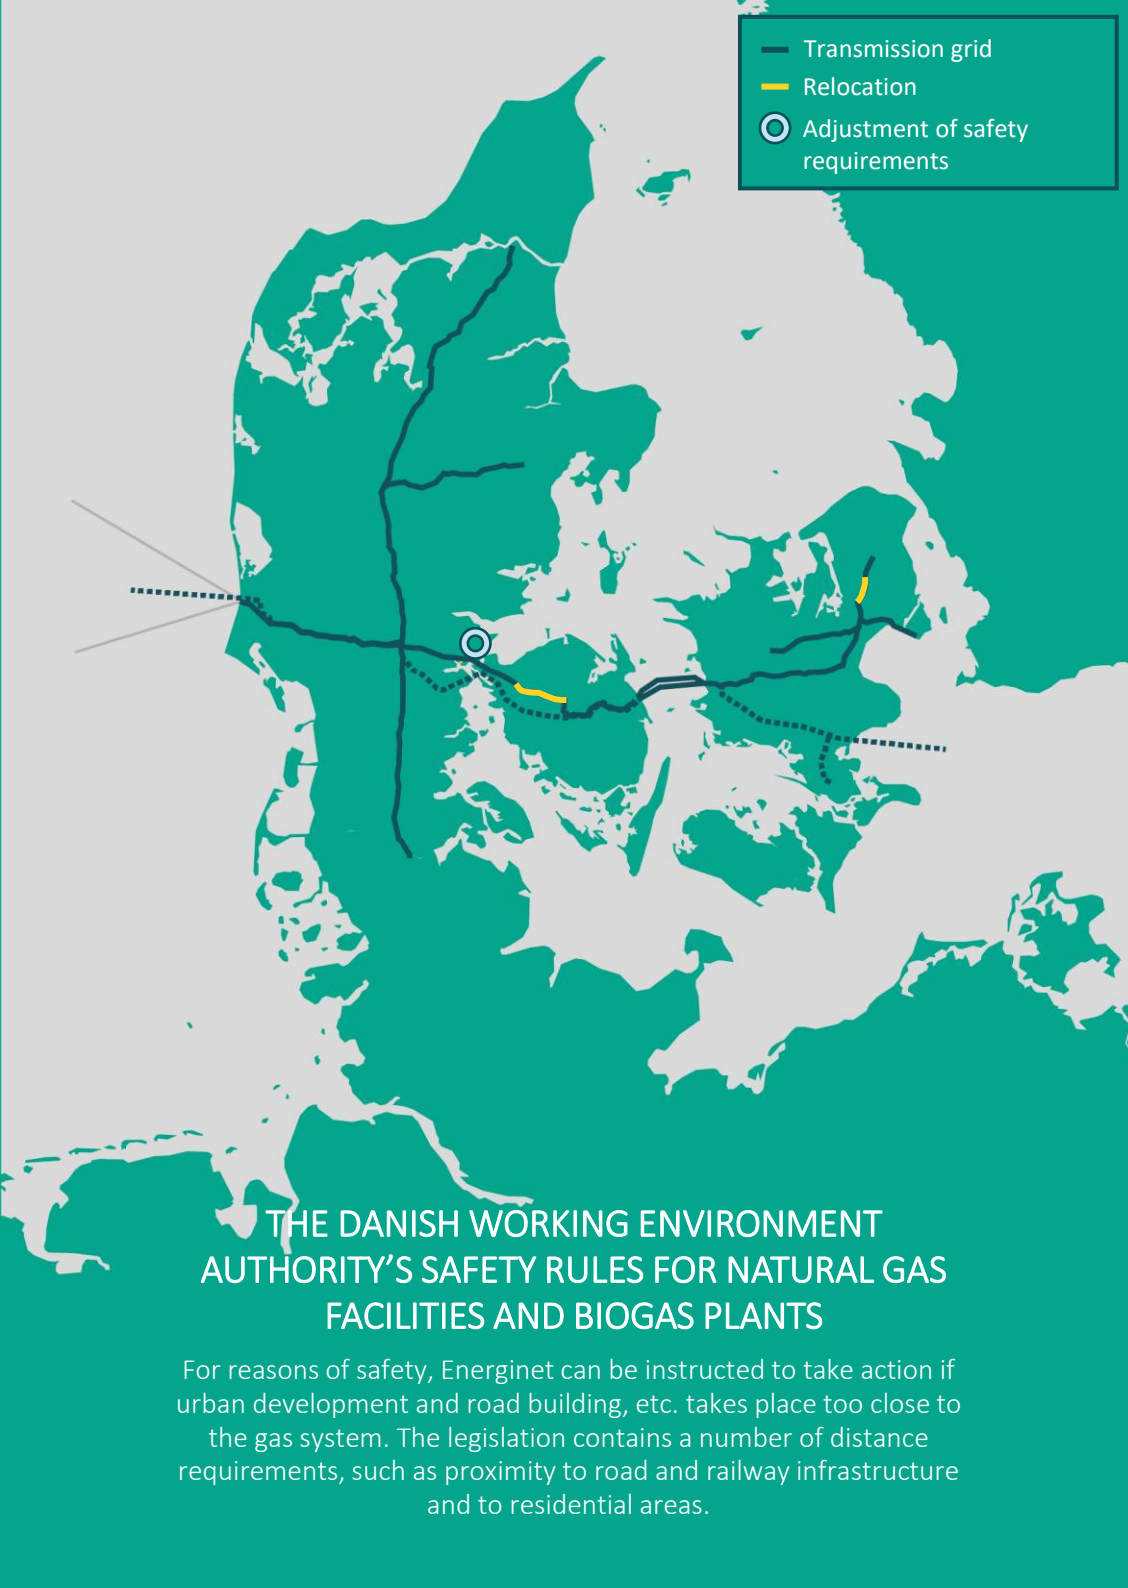 Transmission grid
Relocation
Adjustment of safety
requirements
THE DANISH WORKING ENVIRONMENT
AUTHORITY’S SAFETY RULES FOR NATURAL GAS
FACILITIES AND BIOGAS PLANTS
For reasons of safety, Energinet can be instructed to take action if
urban development and road building, etc. takes place too close to
the gas system. The legislation contains a number of distance
requirements, such as proximity to road and railway infrastructure
and to residential areas.